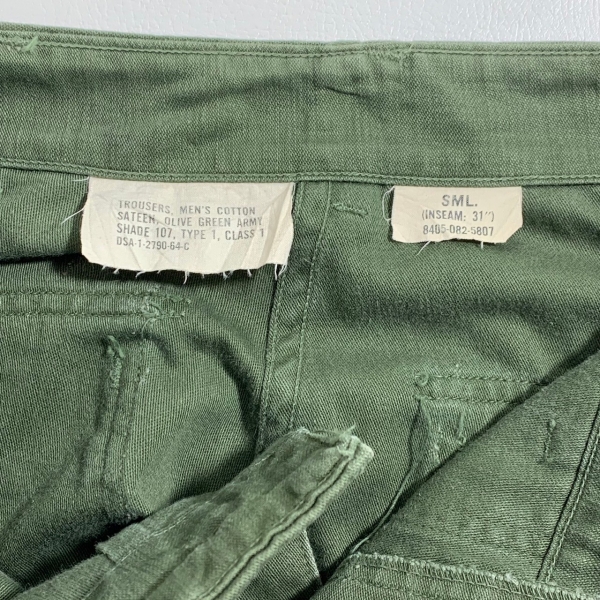 TROUSERS, MEN'S COTTON
SATEEN, OLIVE GREEN ARMY
SHADE 107, TYPE 1, CLASS 1
DSA-1-2790-64-C
SML.
(INSEAM: 31")
8405-082-5807